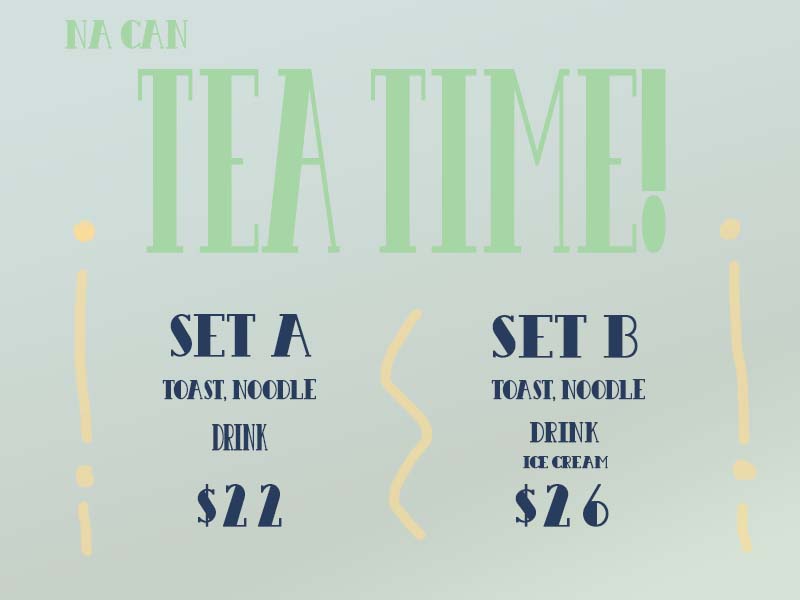 NA CAN
TEA TIME!
SET A
TOAST, NOODLE
DRINK
$22
SET B
TOAST, NOODLE
DRINK
ICE CREAM
$26